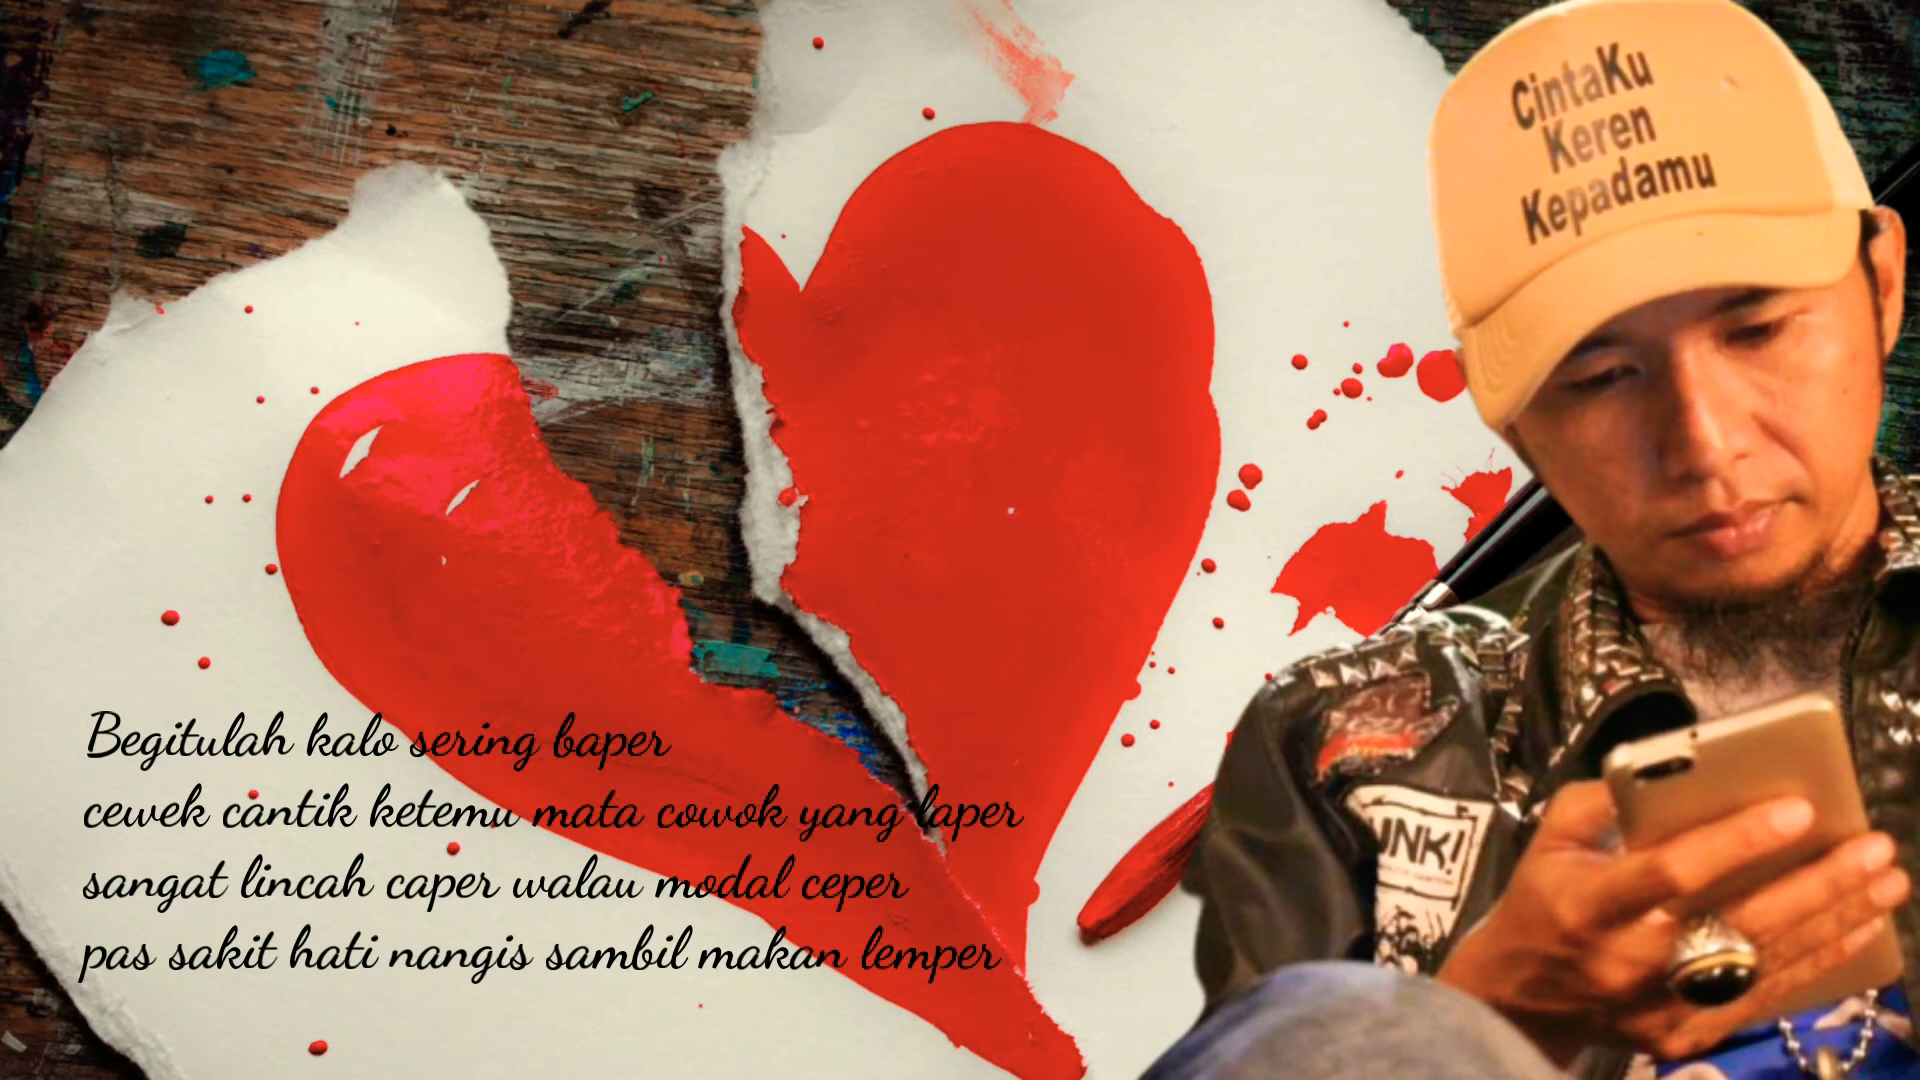 CintaKu
Keren
Kepadamu
Begitulah kalo sering baper
cewek cantik ketemu mata cowok yang laper
sangat lincah caper walau modal ceper
pas sakit hati nangis sambil makan lemper